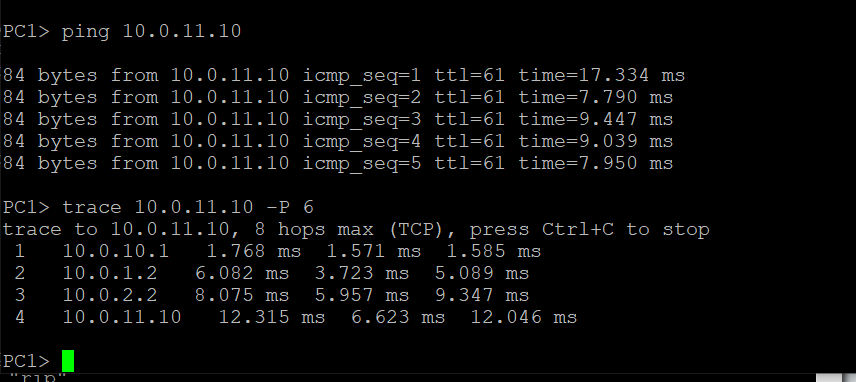 PC1> ping 10.0.11.10
84 bytes from 10.0.11.10 icmp_seq=1 ttl=61 time=17.334 ms
84 bytes from 10.0.11.10 icmp_seq=2 ttl=61 time=7.790 ms
84 bytes from 10.0.11.10 icmp_seq=3 ttl=61 time=9.447 ms
84 bytes from 10.0.11.10 icmp_seq=4 ttl=61 time=9.039 ms
84 bytes from 10.0.11.10 icmp_seq=5 ttl=61 time=7.950 ms
PC1> trace 10.0.11.10 -P 6
trace to 10.0.11.10, 8 hops max (TCP), press Ctrl+C to stop
1   10.0.10.1   1.768 ms  1.571 ms  1.585 ms
2   10.0.1.2   6.082 ms  3.723 ms  5.089 ms
3   10.0.2.2   8.075 ms  5.957 ms  9.347 ms
4   10.0.11.10   12.315 ms  6.623 ms  12.046 ms
PC1>
"rip"